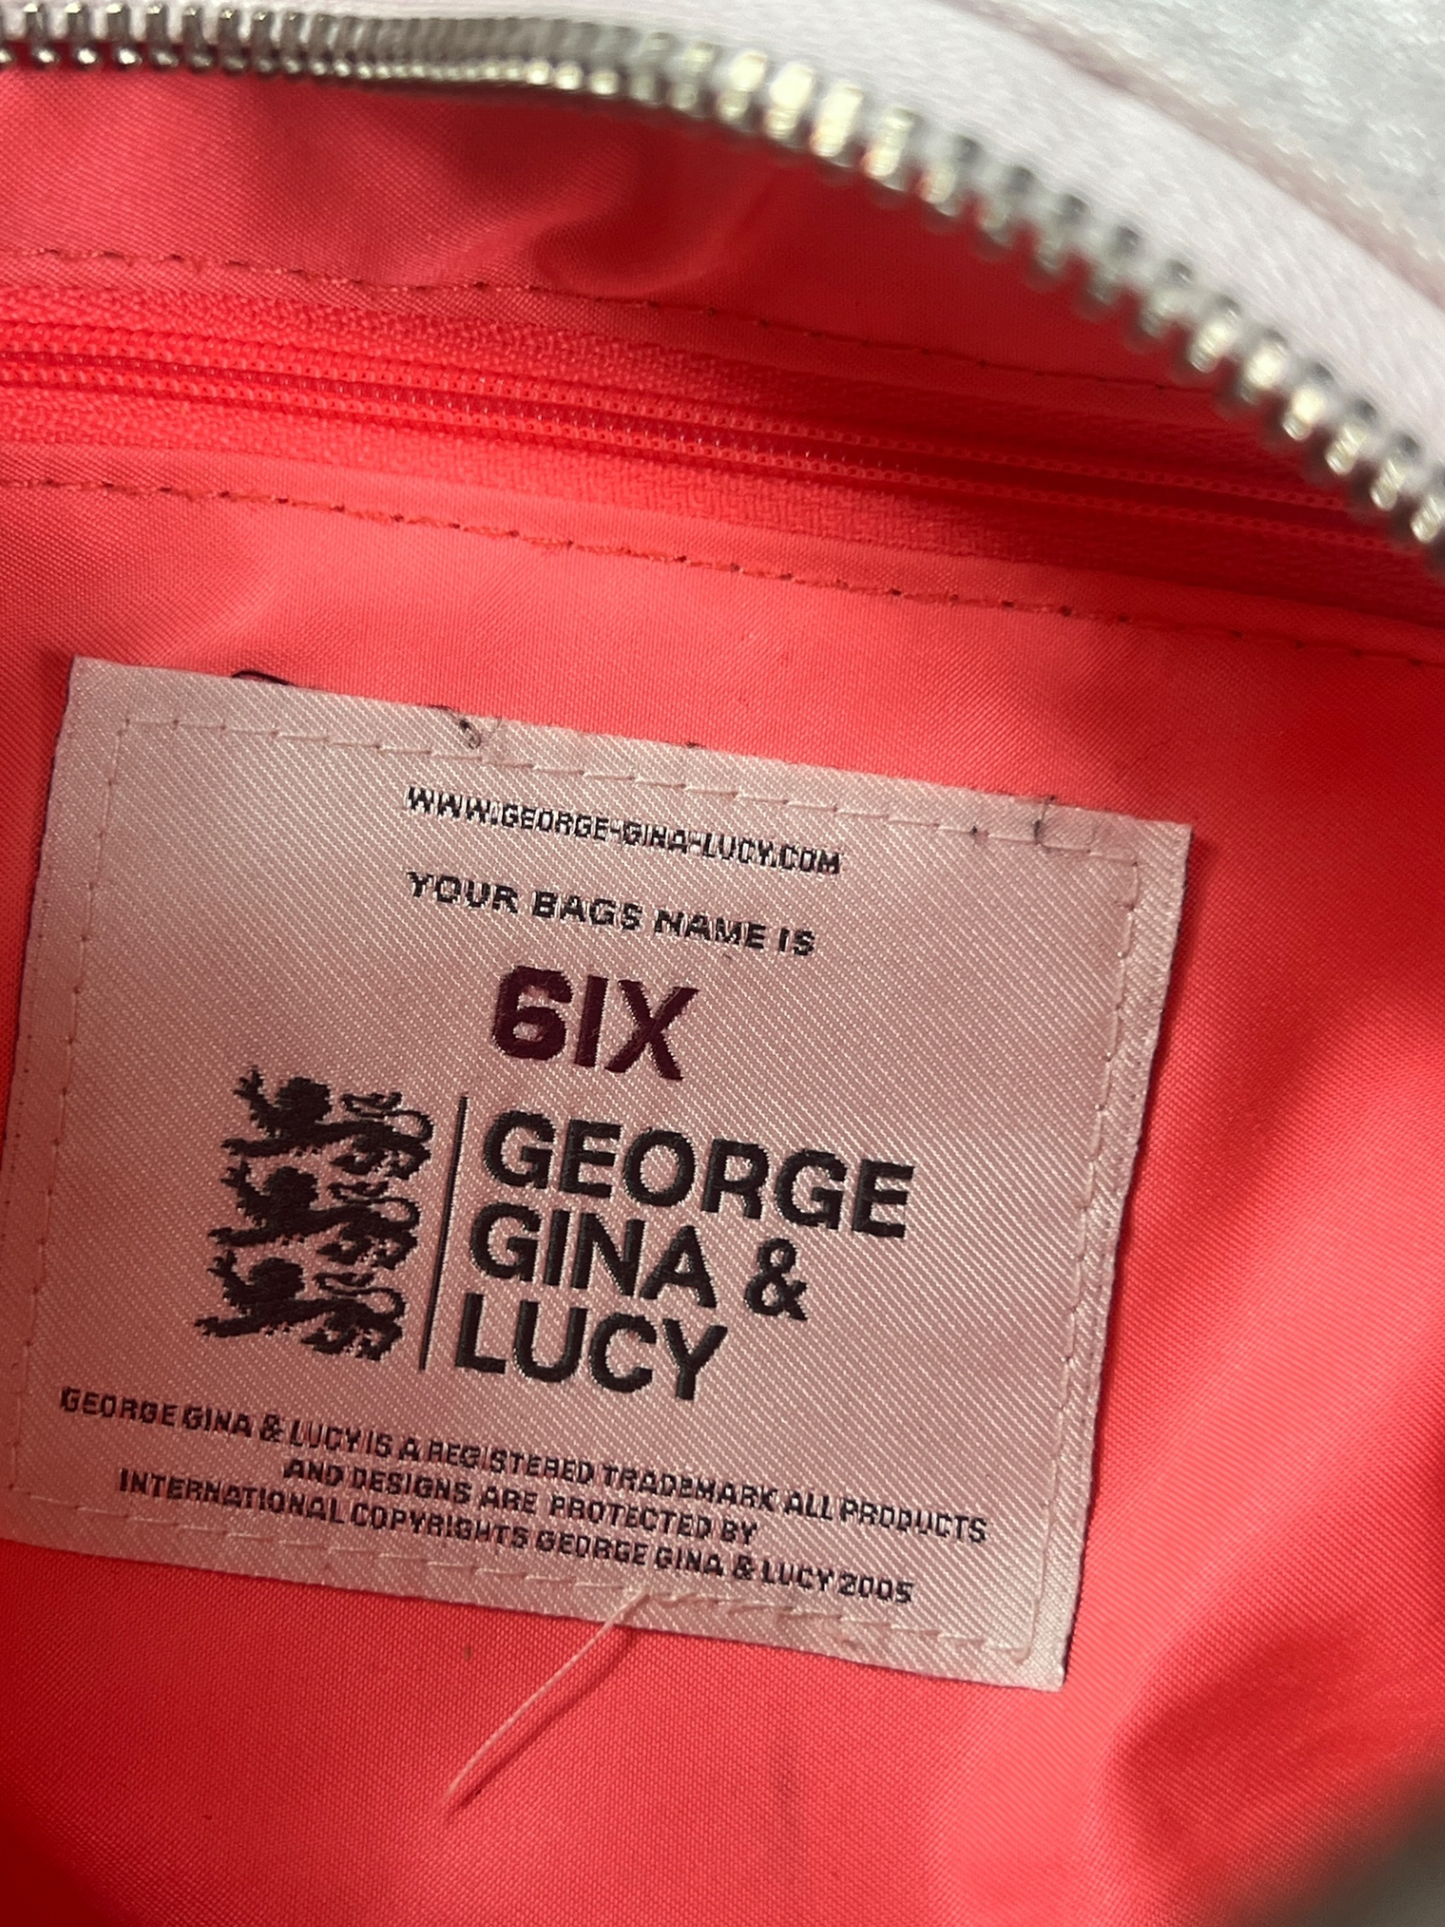 WWW.GEORGE-GINA-LUCY.COM
YOUR BAGS NAME IS
6IX
GEORGE
GINA &
LUCY
GEORGE GINA & LUCY IS A REGISTERED TRADEMARK ALL PRODUCTS
AND DESIGNS ARE PROTECTED BY
INTERNATIONAL COPYRIGHTS GEORGE GINA & LUCY 2005